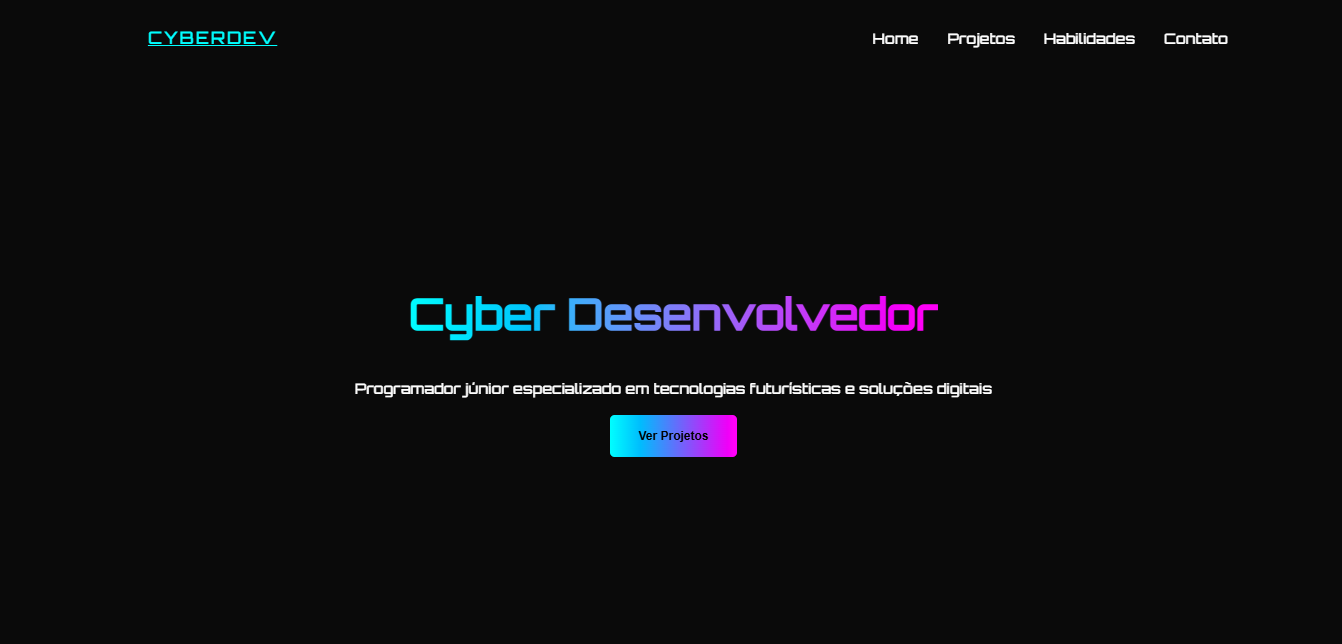 CYBERDEV
Home Projetos Habilidades Contato
Cyber Desenvolvedor
Programador júnior especializado em tecnologias futurísticas e soluções digitais
Ver Projetos